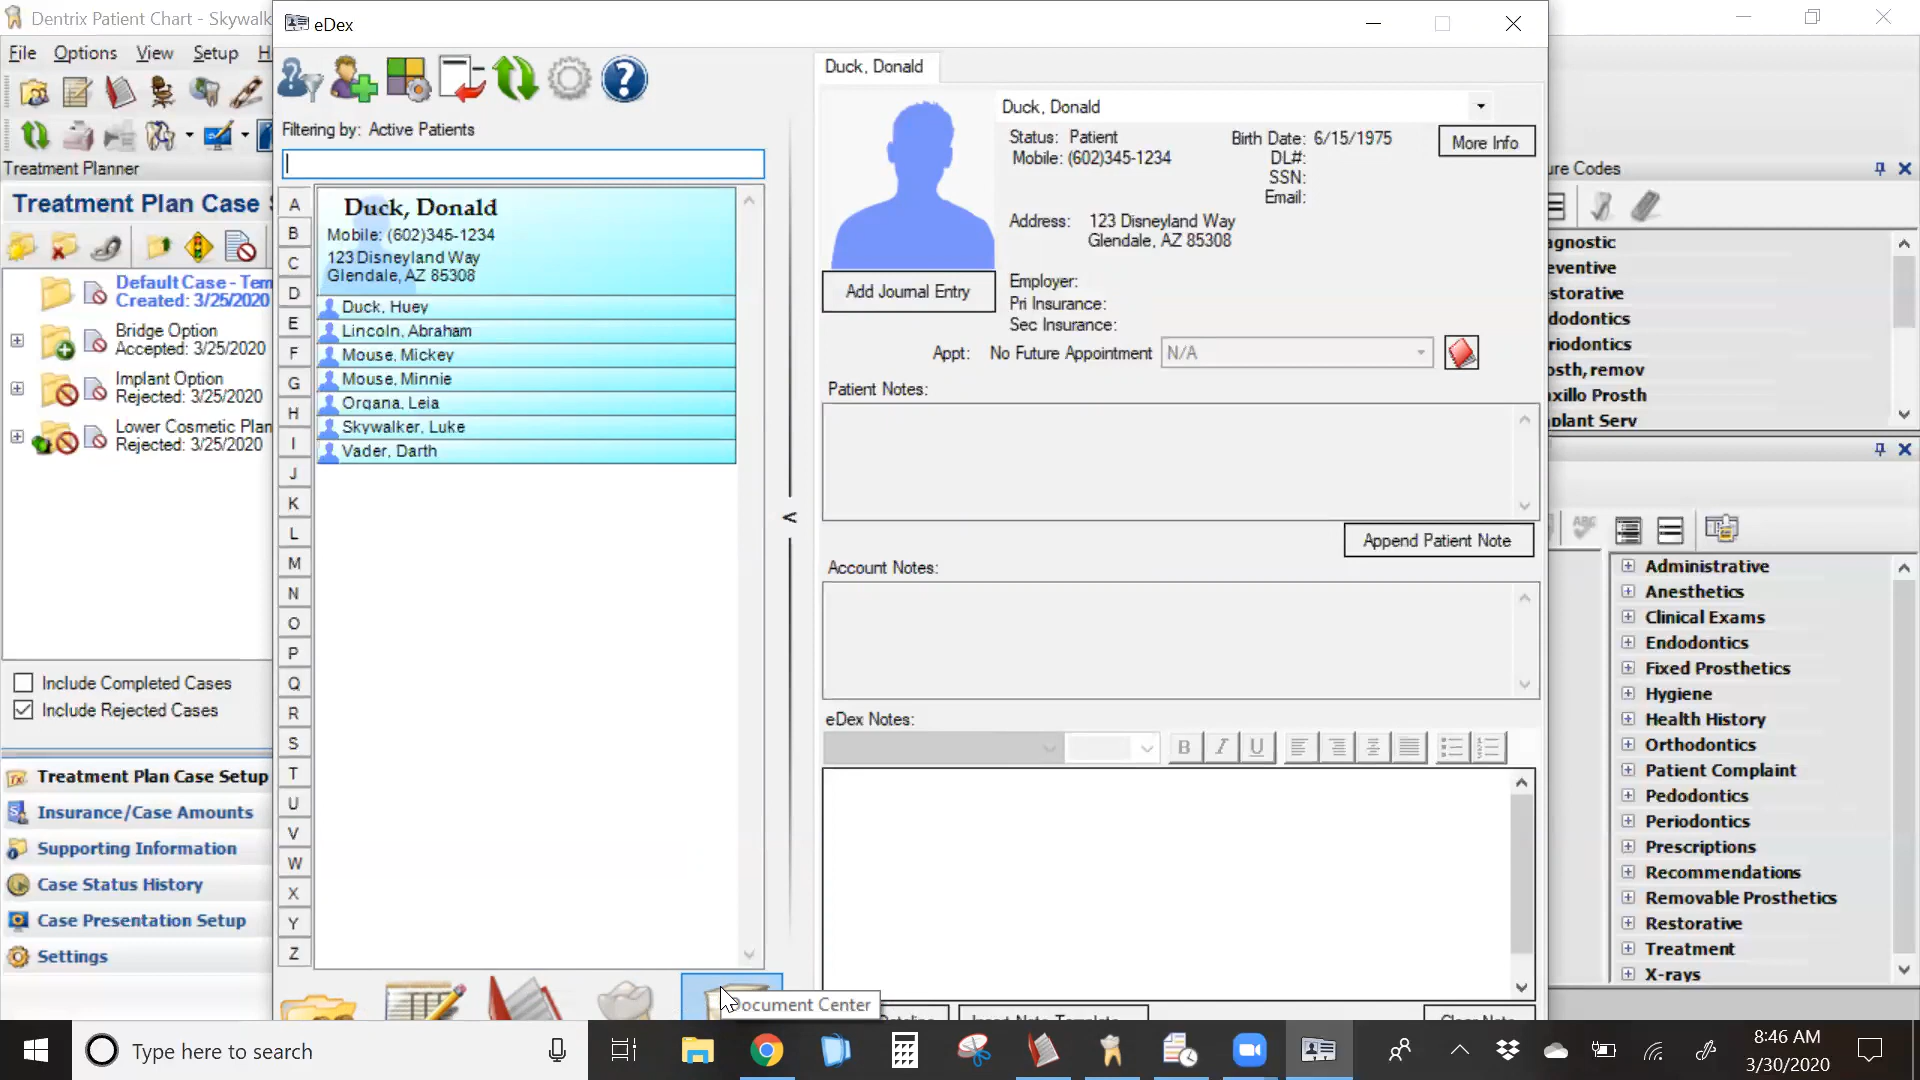 Dentrix Patient Chart - Skywalk
File Options View Setup H
Treatment Planner
Treatment Plan Case
Default Case - Tem
Created: 3/25/2020
Bridge Option
Accepted: 3/25/2020
Implant Option
Rejected: 3/25/2020
Lower Cosmetic Plan
Rejected: 3/25/2020
Include Completed Cases
Include Rejected Cases
Treatment Plan Case Setup
Insurance/Case Amounts
Supporting Information
Case Status History
Case Presentation Setup
Settings
eDex
Filtering by: Active Patients
A
B
C
D
E
F
G
H
I
J
K
L
M
N
O
P
Q
R
S
T
U
V
W
X
Y
Z
Duck, Donald
Mobile: (602)345-1234
123 Disneyland Way
Glendale, AZ 85308
Duck, Huey
Lincoln, Abraham
Mouse, Mickey
Mouse, Minnie
Organa, Leia
Skywalker, Luke
Vader, Darth
<
Document Center
Duck, Donald
Duck, Donald
Status: Patient
Mobile: (602)345-1234
Birth Date: 6/15/1975
DL#:
SSN:
Email:
More Info
Address: 123 Disneyland Way
Glendale, AZ 85308
Add Journal Entry
Employer:
Pri Insurance:
Sec Insurance:
Appt: No Future Appointment N/A
Patient Notes:
Append Patient Note
Account Notes:
eDex Notes:
B I U
Insert Note Template
Clear Note
ure Codes
agnostic
eventive
storative
dodontics
riodontics
osth, remov
axillo Prosth
plant Serv
ABC
Administrative
Anesthetics
Clinical Exams
Endodontics
Fixed Prosthetics
Hygiene
Health History
Orthodontics
Patient Complaint
Pedodontics
Periodontics
Prescriptions
Recommendations
Removable Prosthetics
Restorative
Treatment
X-rays
Type here to search
8:46 AM
3/30/2020